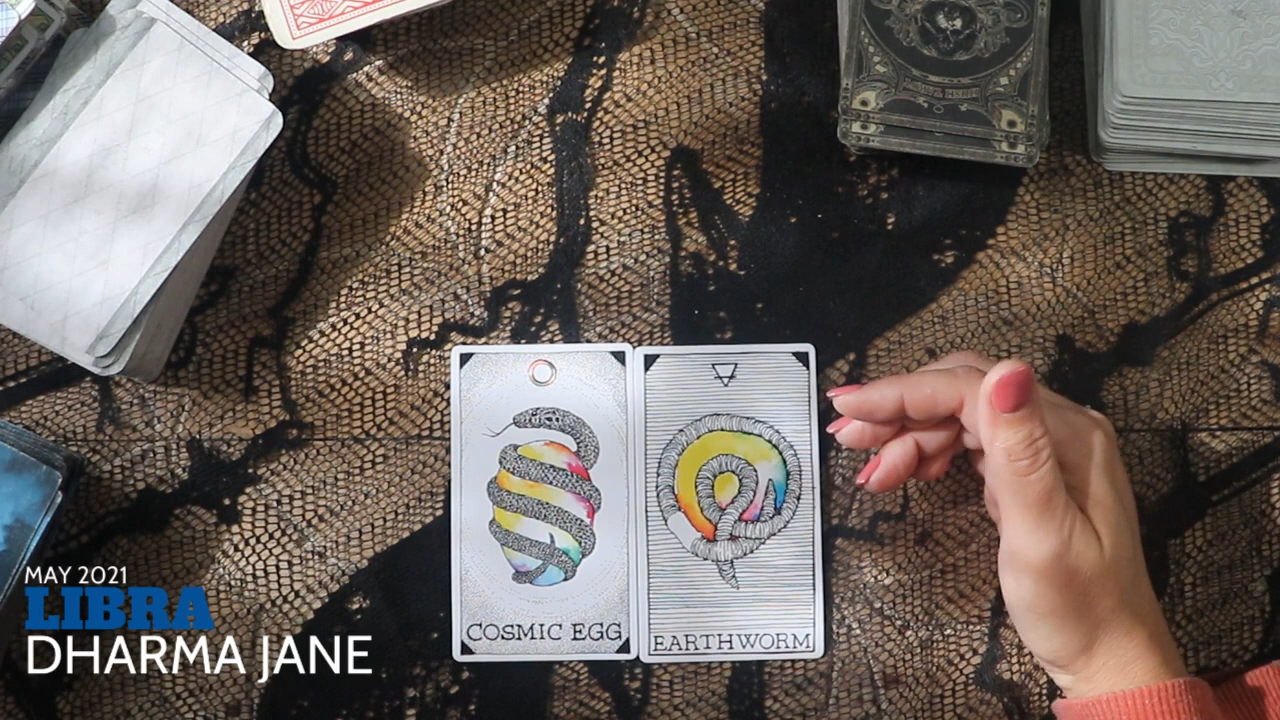 COSMIC EGG
EARTHWORM
MAY 2021
LIBRA
DHARMA JANE